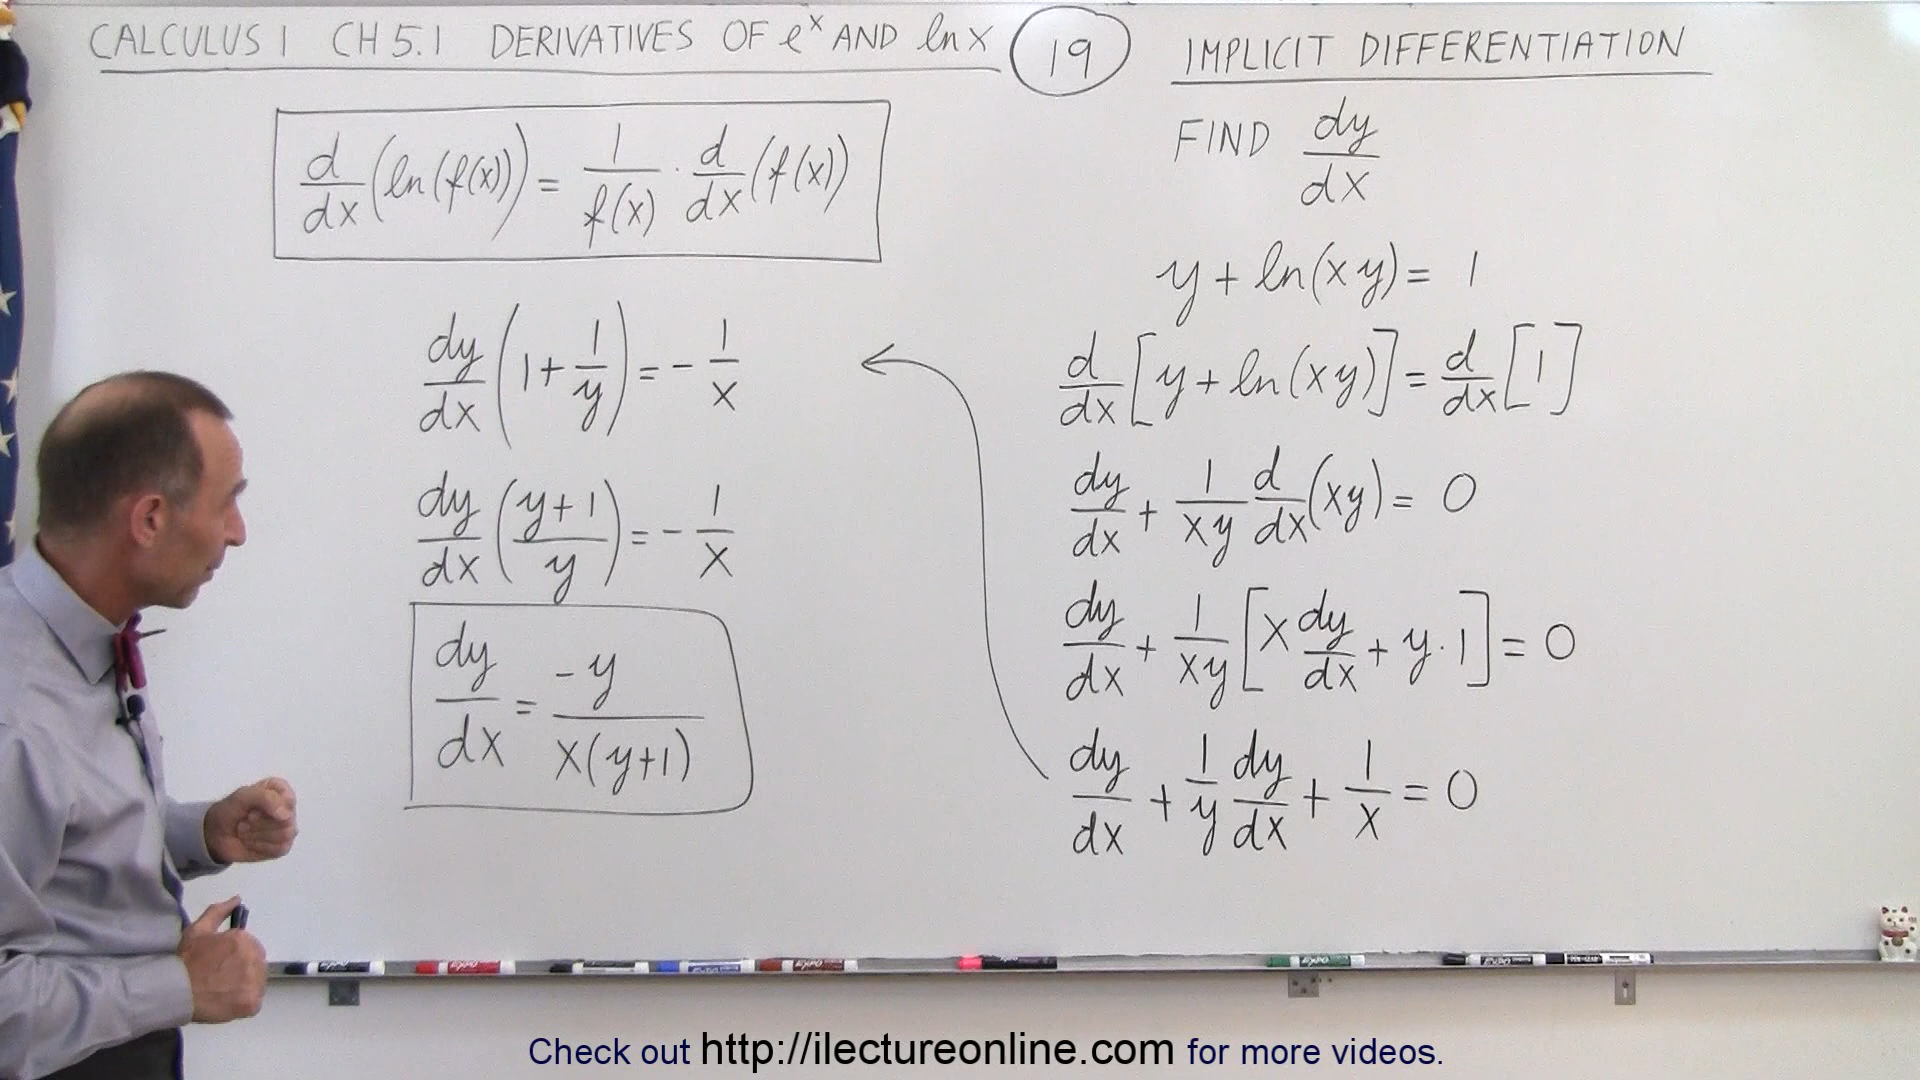 CALCULUS 1 CH 5.1 DERIVATIVES OF e^x AND ln x
19
IMPLICIT DIFFERENTIATION
d/dx (ln(f(x))) = 1/f(x) · d/dx (f(x))
dy/dx (1 + 1/y) = - 1/x
dy/dx ((y+1)/y) = - 1/x
dy/dx = -y/(x(y+1))
FIND dy/dx
y + ln(xy) = 1
d/dx [y + ln(xy)] = d/dx [1]
dy/dx + 1/xy d/dx (xy) = 0
dy/dx + 1/xy [x dy/dx + y·1] = 0
dy/dx + 1/y dy/dx + 1/x = 0
Check out http://ilectureonline.com for more videos.